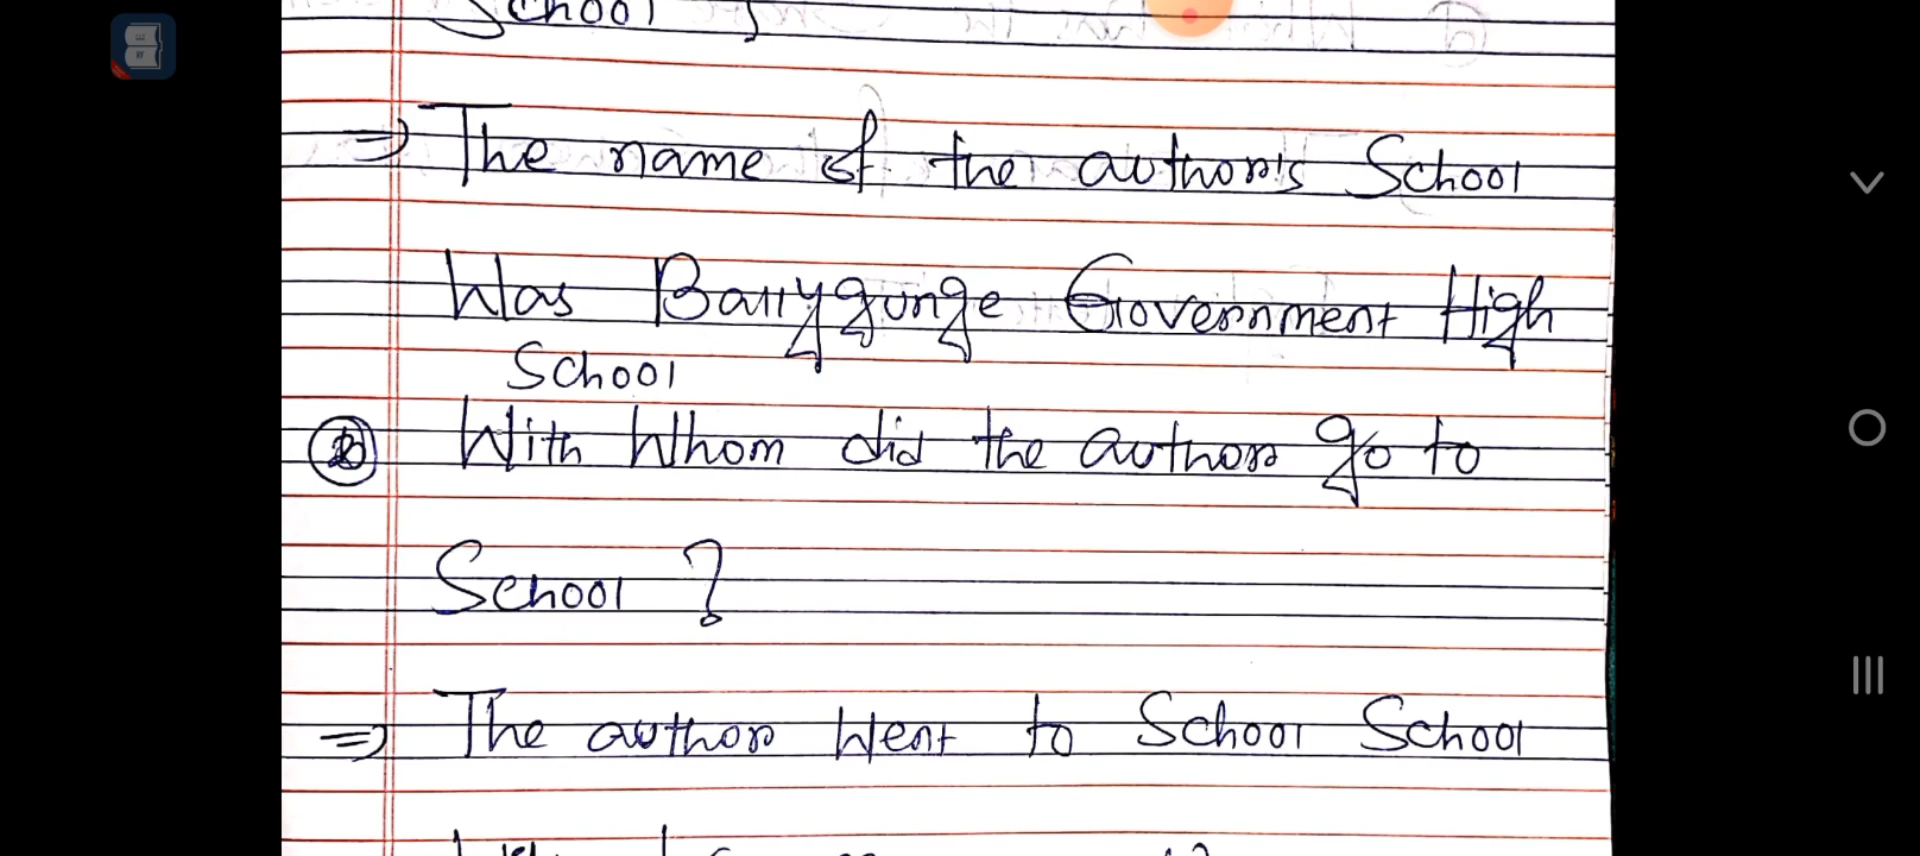 School ?
⇒ The name of the author's School
Was Ballygunge Government High
School
② With Whom did the author go to
School ?
⇒ The author Went to School School